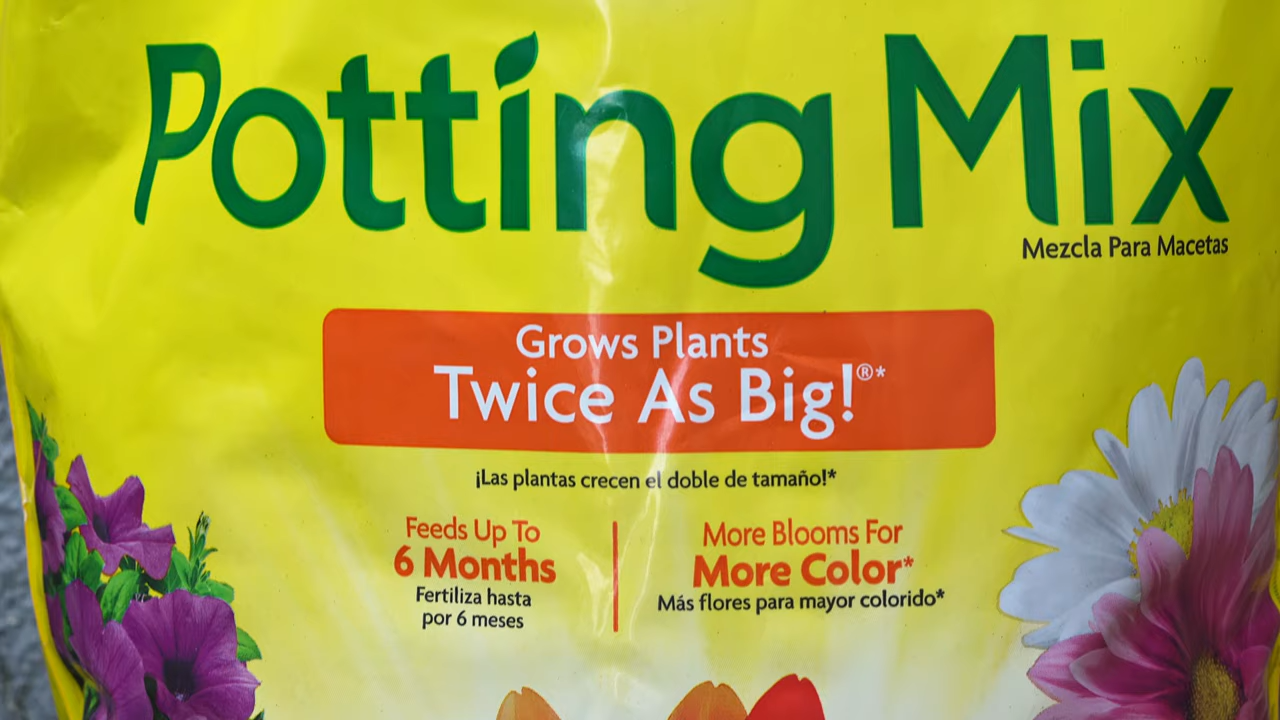 Potting Mix
Mezcla Para Macetas
Grows Plants
Twice As Big!®*
¡Las plantas crecen el doble de tamaño!*
Feeds Up To
6 Months
Fertiliza hasta
por 6 meses
More Blooms For
More Color*
Más flores para mayor colorido*